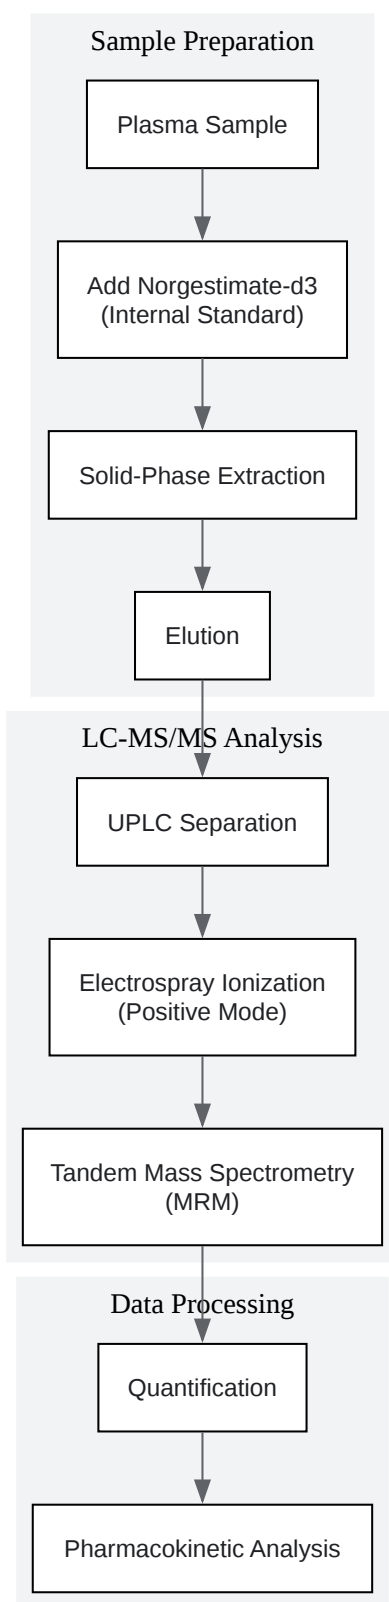 Sample Preparation
Plasma Sample
Add Norgestimate-d3
(Internal Standard)
Solid-Phase Extraction
Elution
LC-MS/MS Analysis
UPLC Separation
Electrospray Ionization
(Positive Mode)
Tandem Mass Spectrometry
(MRM)
Data Processing
Quantification
Pharmacokinetic Analysis